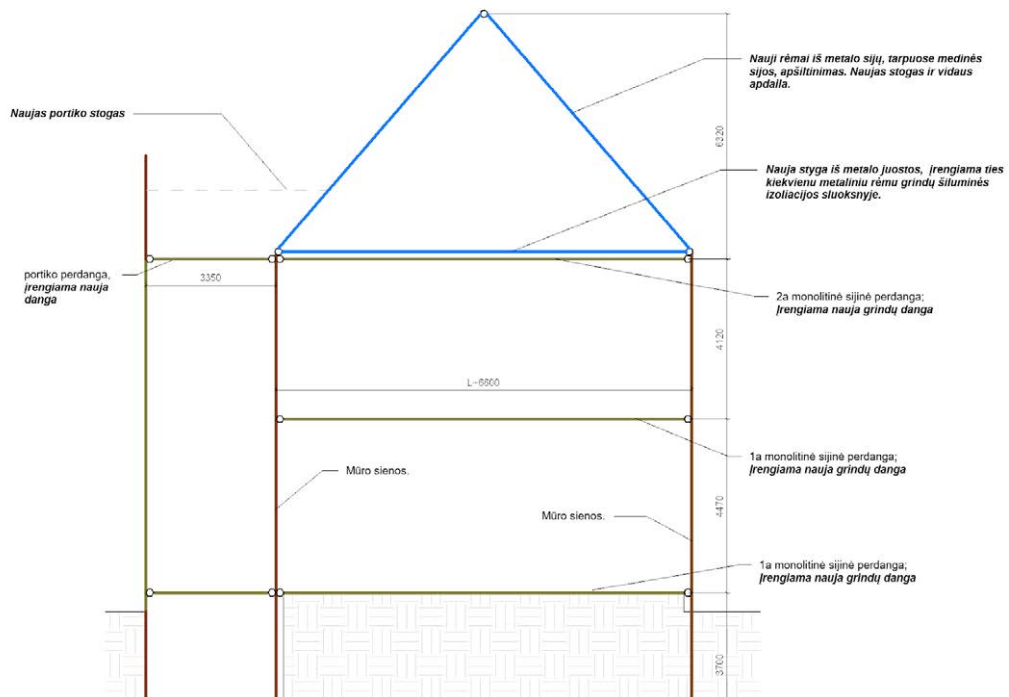 Nauji rėmai iš metalo sijų, tarpuose medinės
sijos, apšiltinimas. Naujas stogas ir vidaus
apdaila.
Naujas portiko stogas
6320
Nauja styga iš metalo juostos, įrengiama ties
kiekvienu metaliniu rėmu grindų šiluminės
izoliacijos sluoksnyje.
portiko perdanga,
įrengiama nauja
danga
3350
2a monolitinė sijinė perdanga;
Įrengiama nauja grindų danga
4120
L~6600
1a monolitinė sijinė perdanga;
Įrengiama nauja grindų danga
Mūro sienos.
4470
Mūro sienos.
1a monolitinė sijinė perdanga;
Įrengiama nauja grindų danga
3700